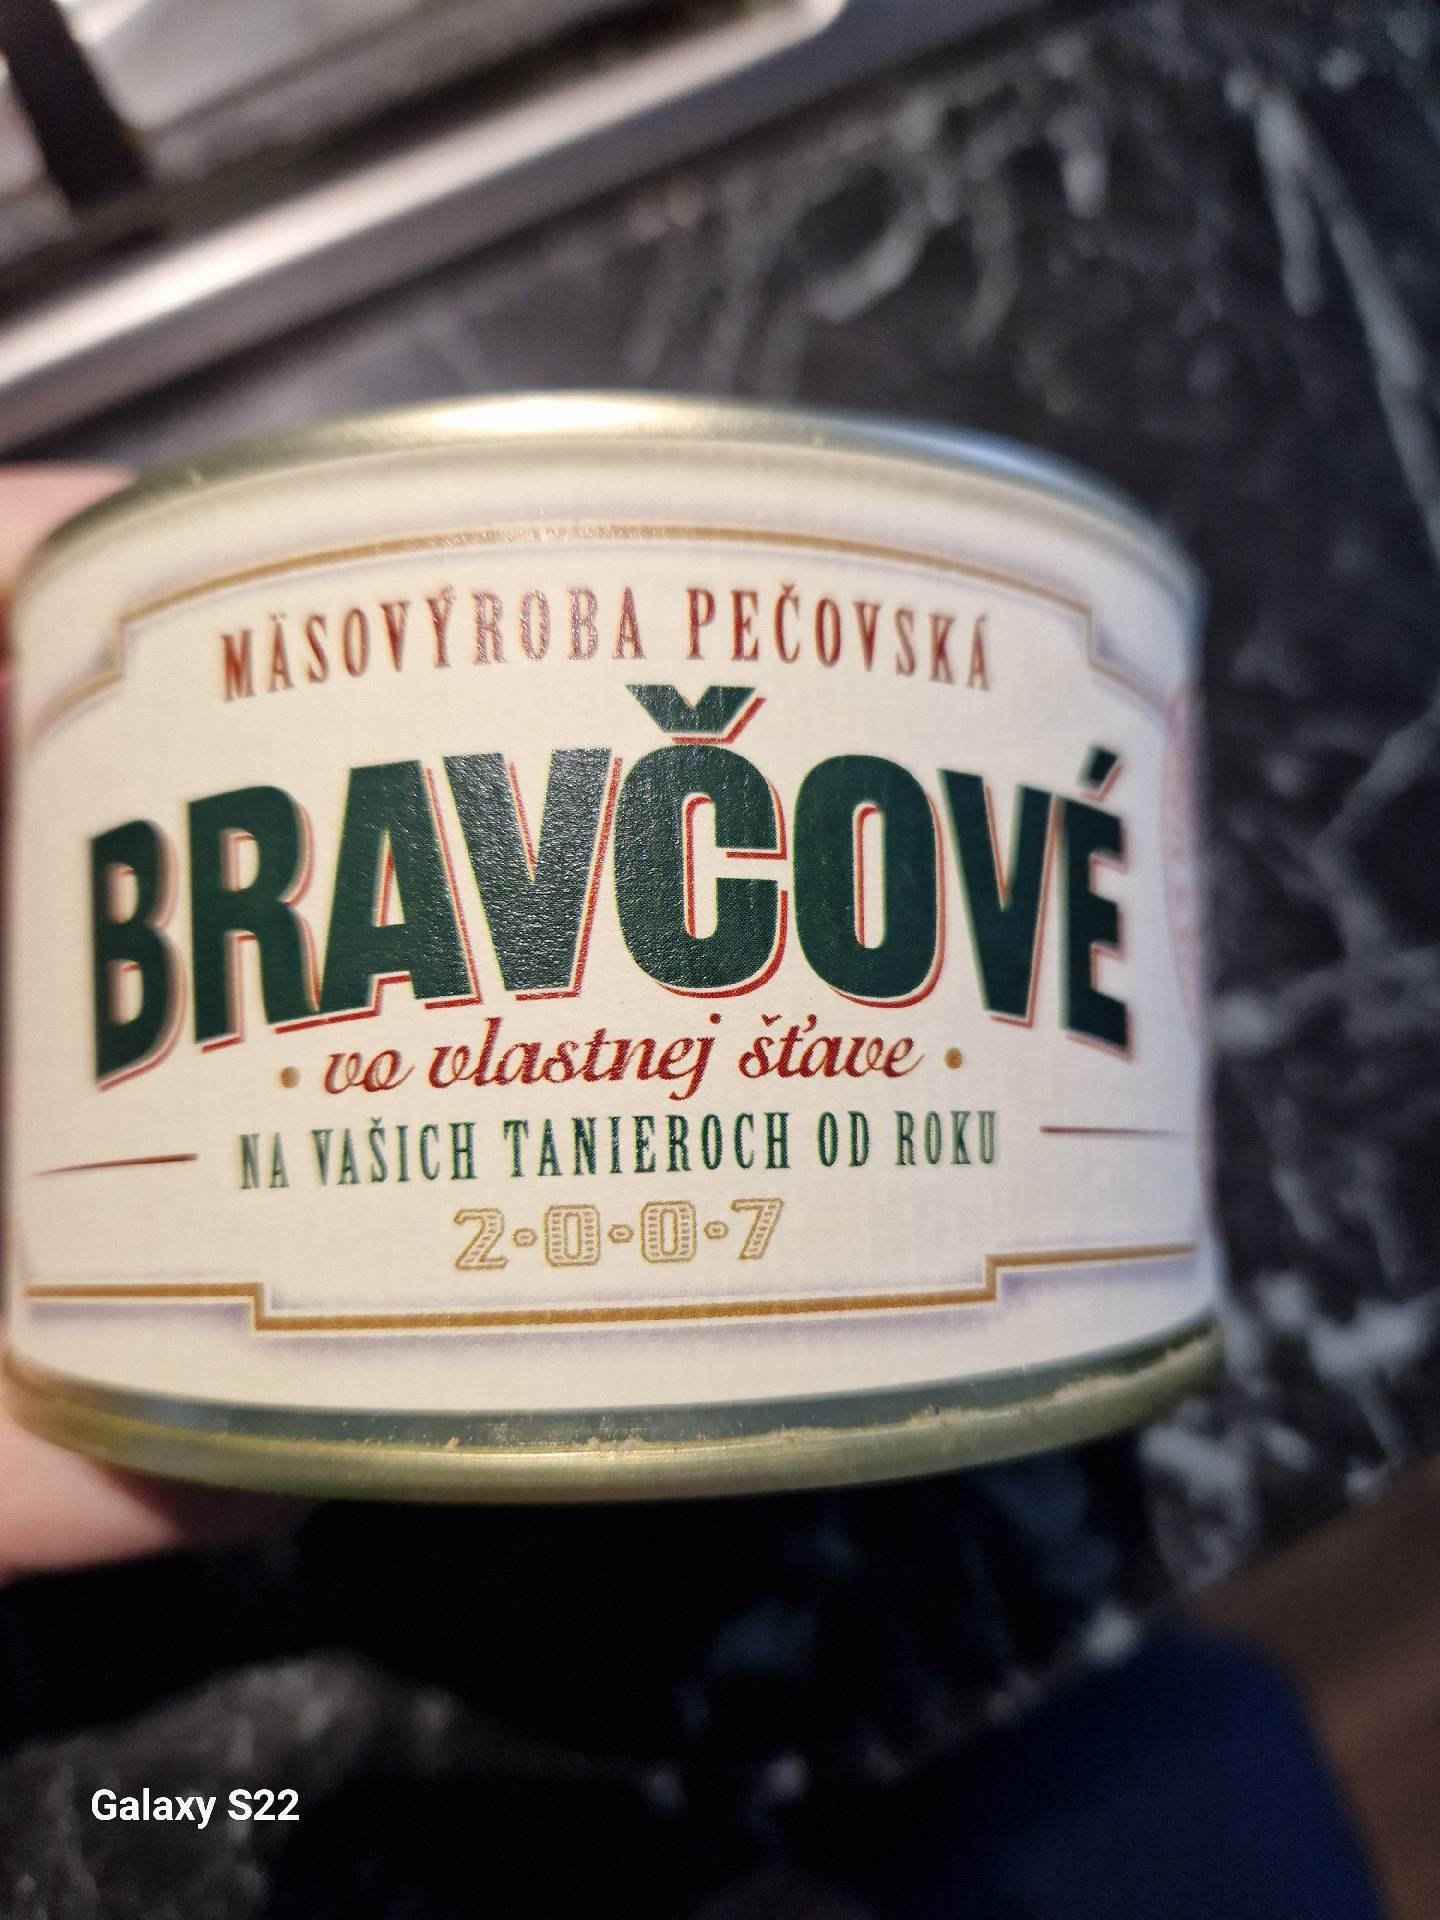 MÄSOVÝROBA PEČOVSKÁ
BRAVČOVÉ
• vo vlastnej šťave •
NA VAŠICH TANIEROCH OD ROKU
2•0•0•7
Galaxy S22